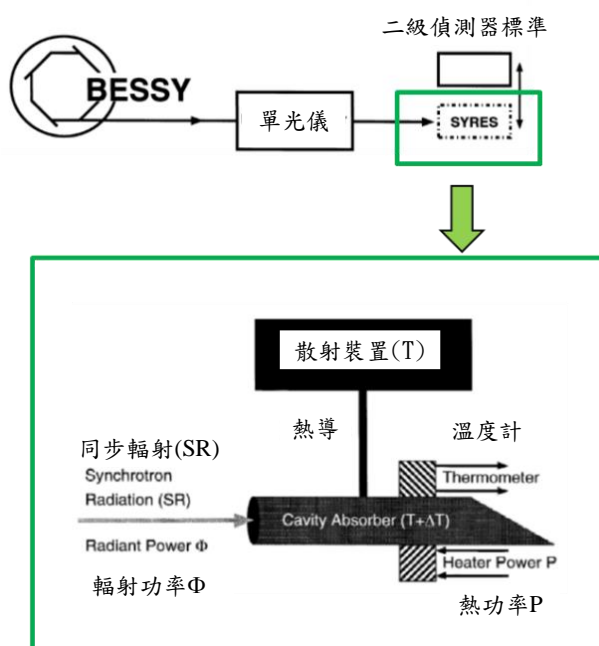 二級偵測器標準
BESSY
單光儀
SYRES
散射裝置(T)
熱導
溫度計
同步輻射(SR)
Synchrotron
Radiation (SR)
Thermometer
Cavity Absorber (T+ΔT)
Radiant Power Φ
Heater Power P
輻射功率Φ
熱功率P